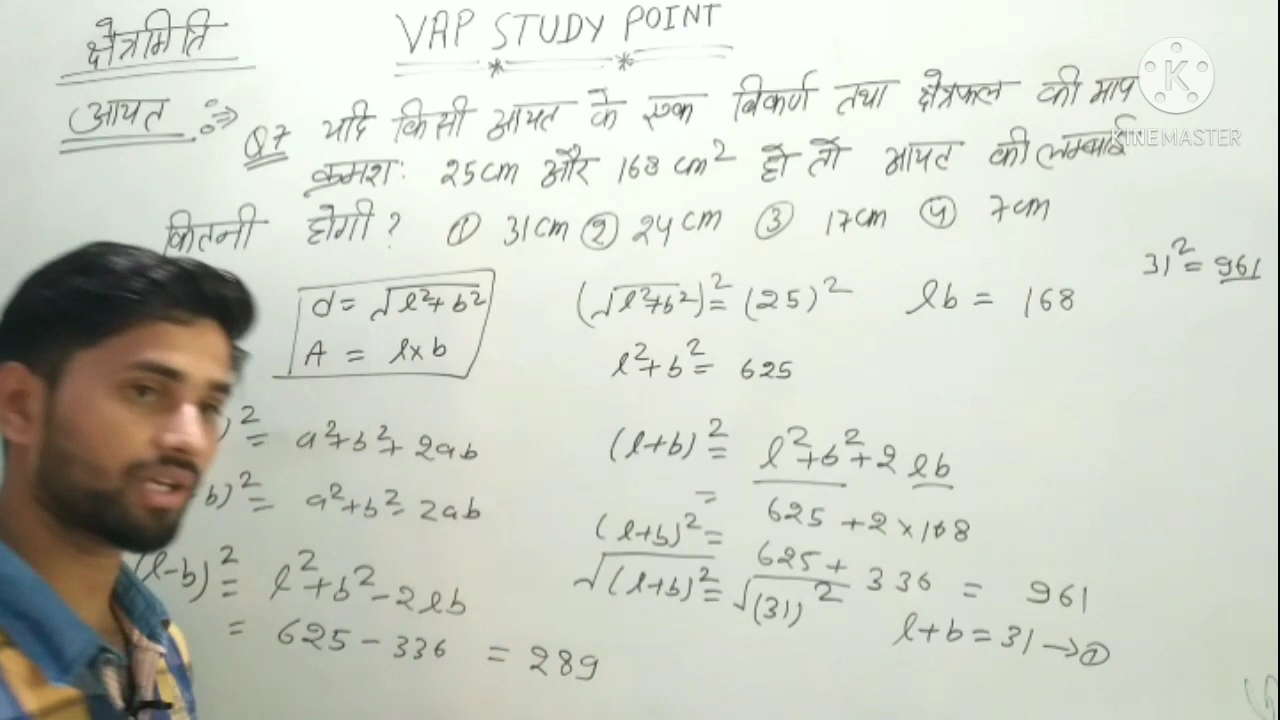 क्षेत्रमिति
VAP STUDY POINT
आयत :⇒
Q7 यदि किसी आयत के एक विकर्ण तथा क्षेत्रफल की माप
क्रमशः 25cm और 168 cm² हो तो आयत की लम्बाई
कितनी होगी? ① 31cm ② 24cm ③ 17cm ④ 7cm
K
KINEMASTER
31² = 961
d = √l²+b²
A = l×b
(√l²+b²)² = (25)²
lb = 168
l²+b² = 625
)² = a²+b²+2ab
b)² = a²+b²-2ab
(l-b)² = l²+b²-2lb
= 625-336 = 289
(l+b)² = l²+b²+2lb
= 625+2×168
(l+b)² = 625+336 = 961
√(l+b)² = √(31)²
l+b = 31 → ①